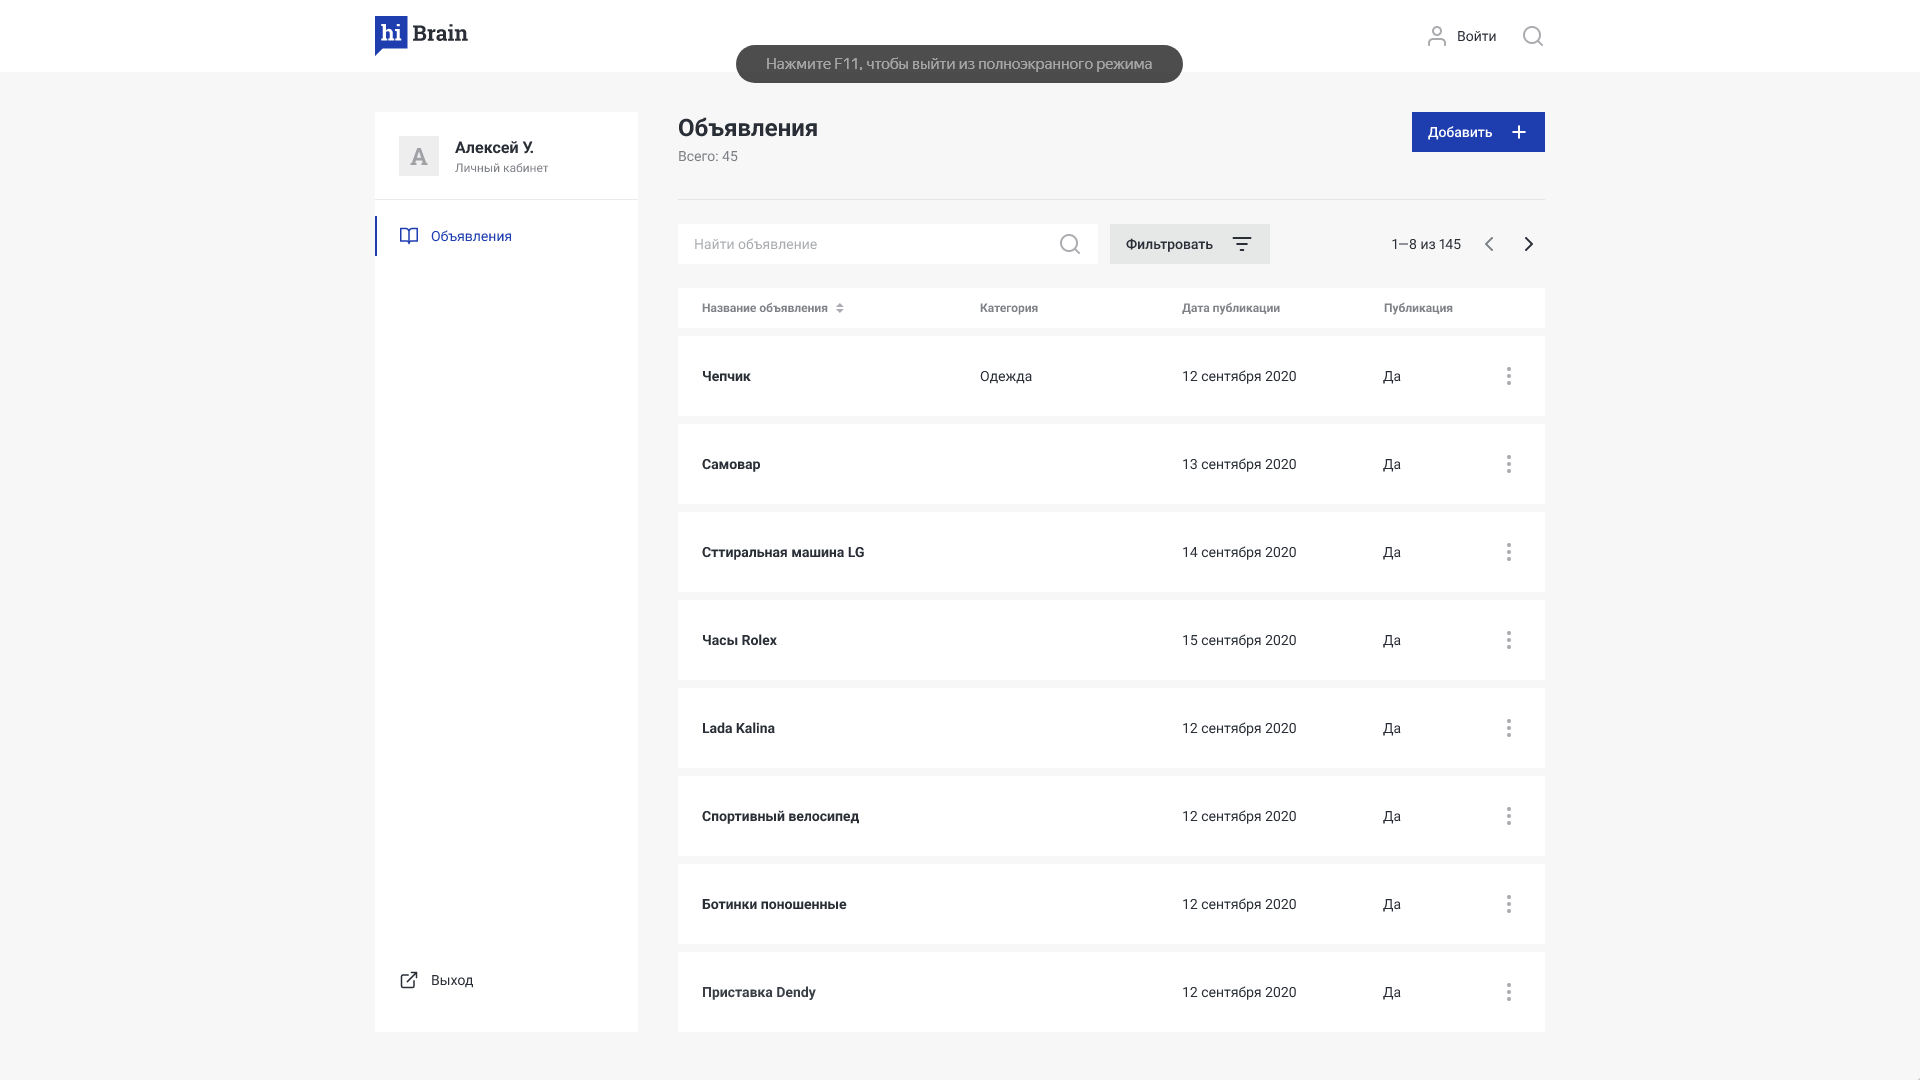 hi Brain
Войти
Нажмите F11, чтобы выйти из полноэкранного режима
А
Алексей У.
Личный кабинет
Объявления
Выход
Объявления
Всего: 45
Добавить
Найти объявление
Фильтровать
1—8 из 145
Название объявления Категория Дата публикации Публикация
Чепчик Одежда 12 сентября 2020 Да
Самовар 13 сентября 2020 Да
Сттиральная машина LG 14 сентября 2020 Да
Часы Rolex 15 сентября 2020 Да
Lada Kalina 12 сентября 2020 Да
Спортивный велосипед 12 сентября 2020 Да
Ботинки поношенные 12 сентября 2020 Да
Приставка Dendy 12 сентября 2020 Да